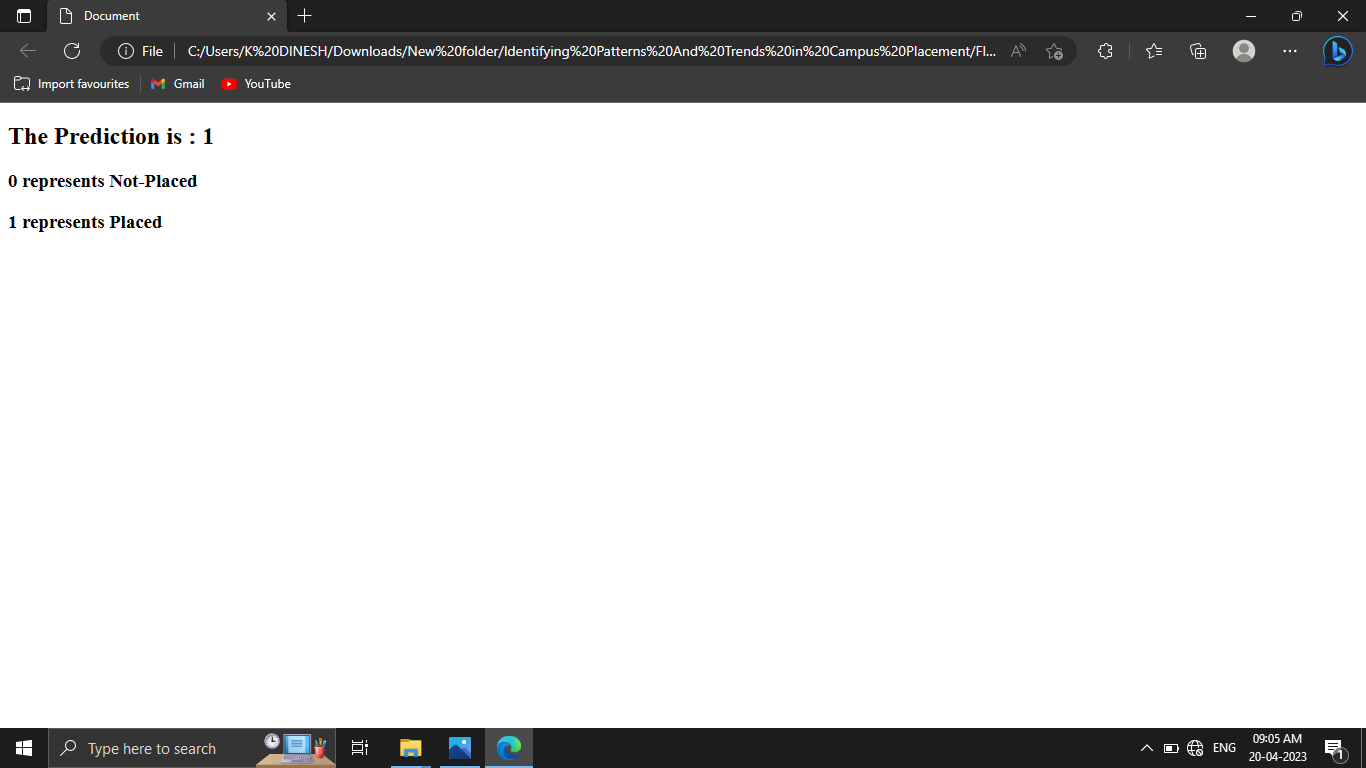 Document
File
C:/Users/K%20DINESH/Downloads/New%20folder/Identifying%20Patterns%20And%20Trends%20in%20Campus%20Placement/Fl...
Import favourites
Gmail
YouTube
The Prediction is : 1
0 represents Not-Placed
1 represents Placed
Type here to search
ENG
09:05 AM
20-04-2023
1